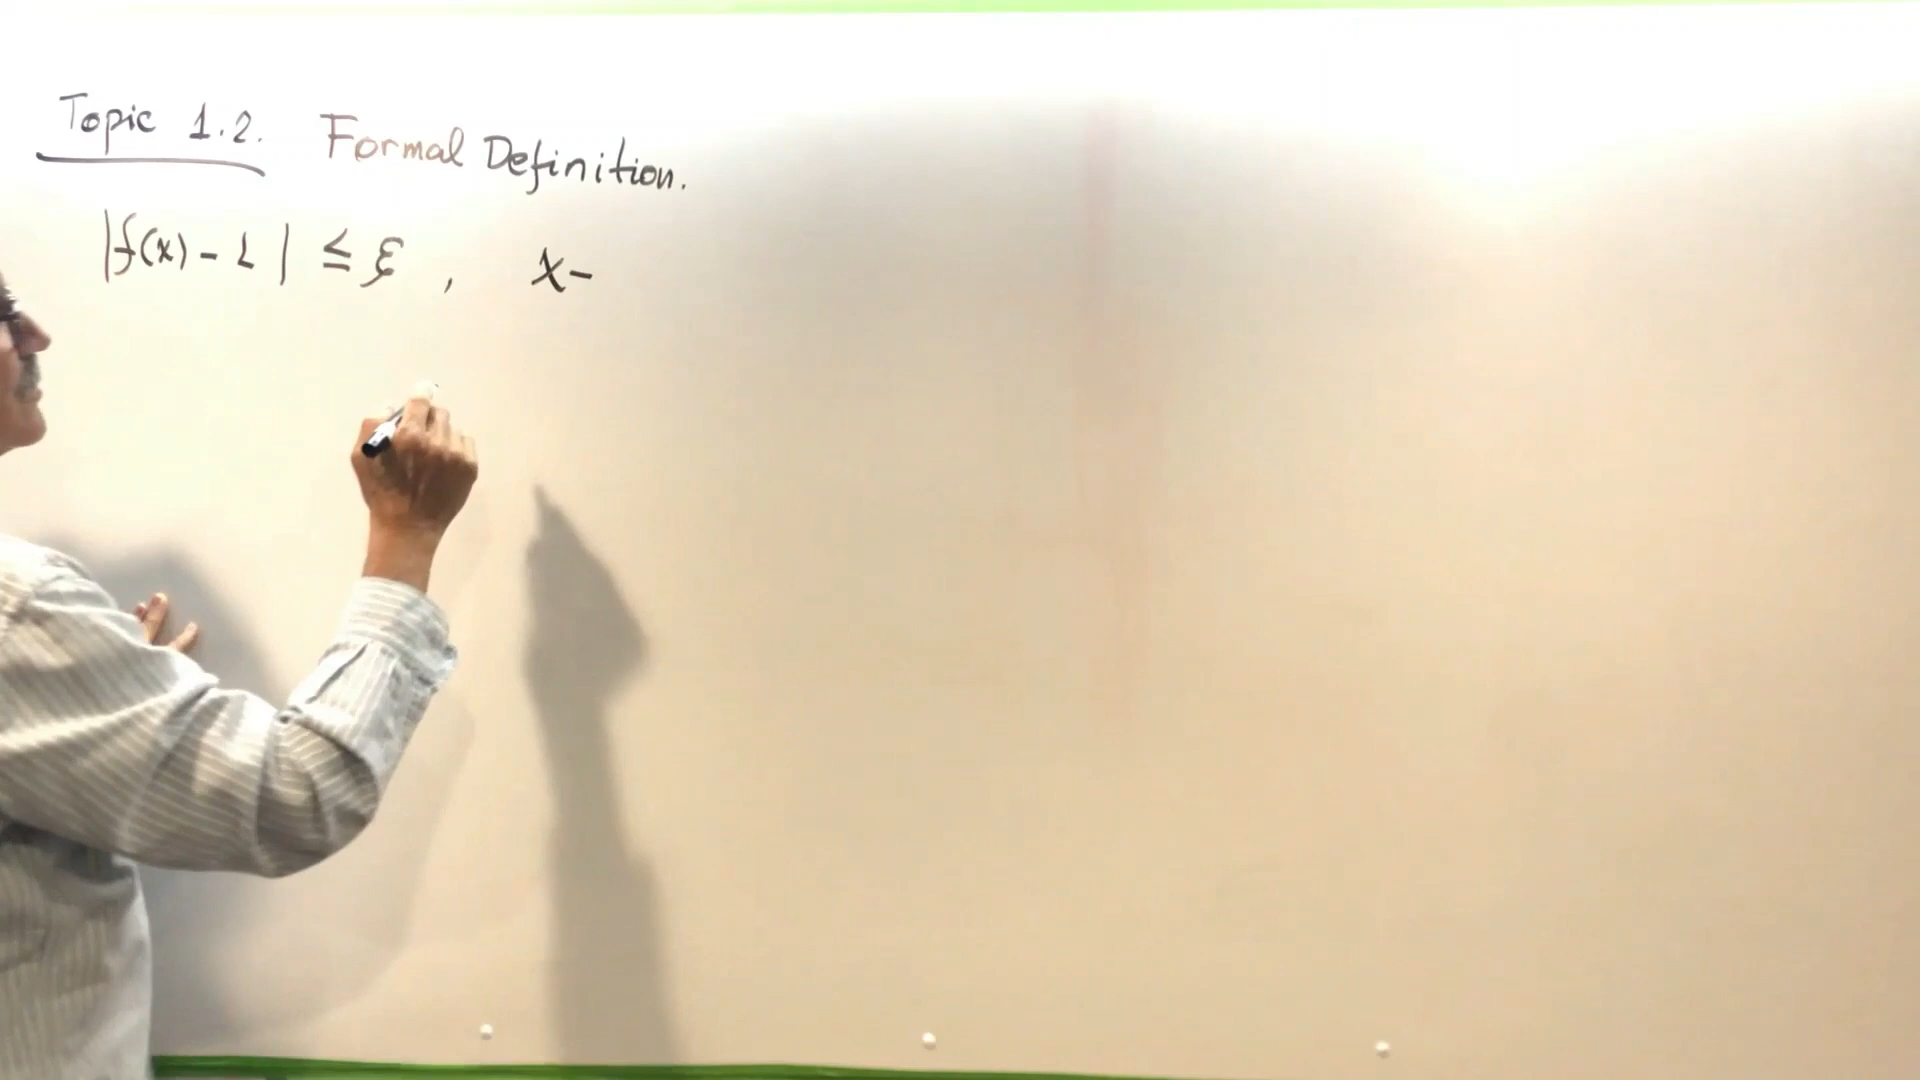 Topic 1.2. Formal Definition.
|f(x) - L| ≤ ε , x-